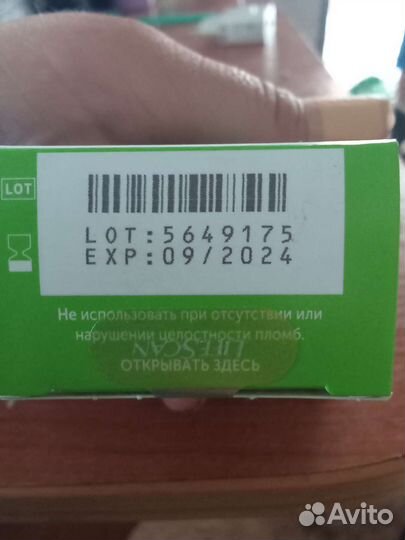 LOT
LOT:5649175
EXP:09/2024
Не использовать при отсутствии или
нарушении целостности пломб.
LIFESCAN
ОТКРЫВАТЬ ЗДЕСЬ
Avito